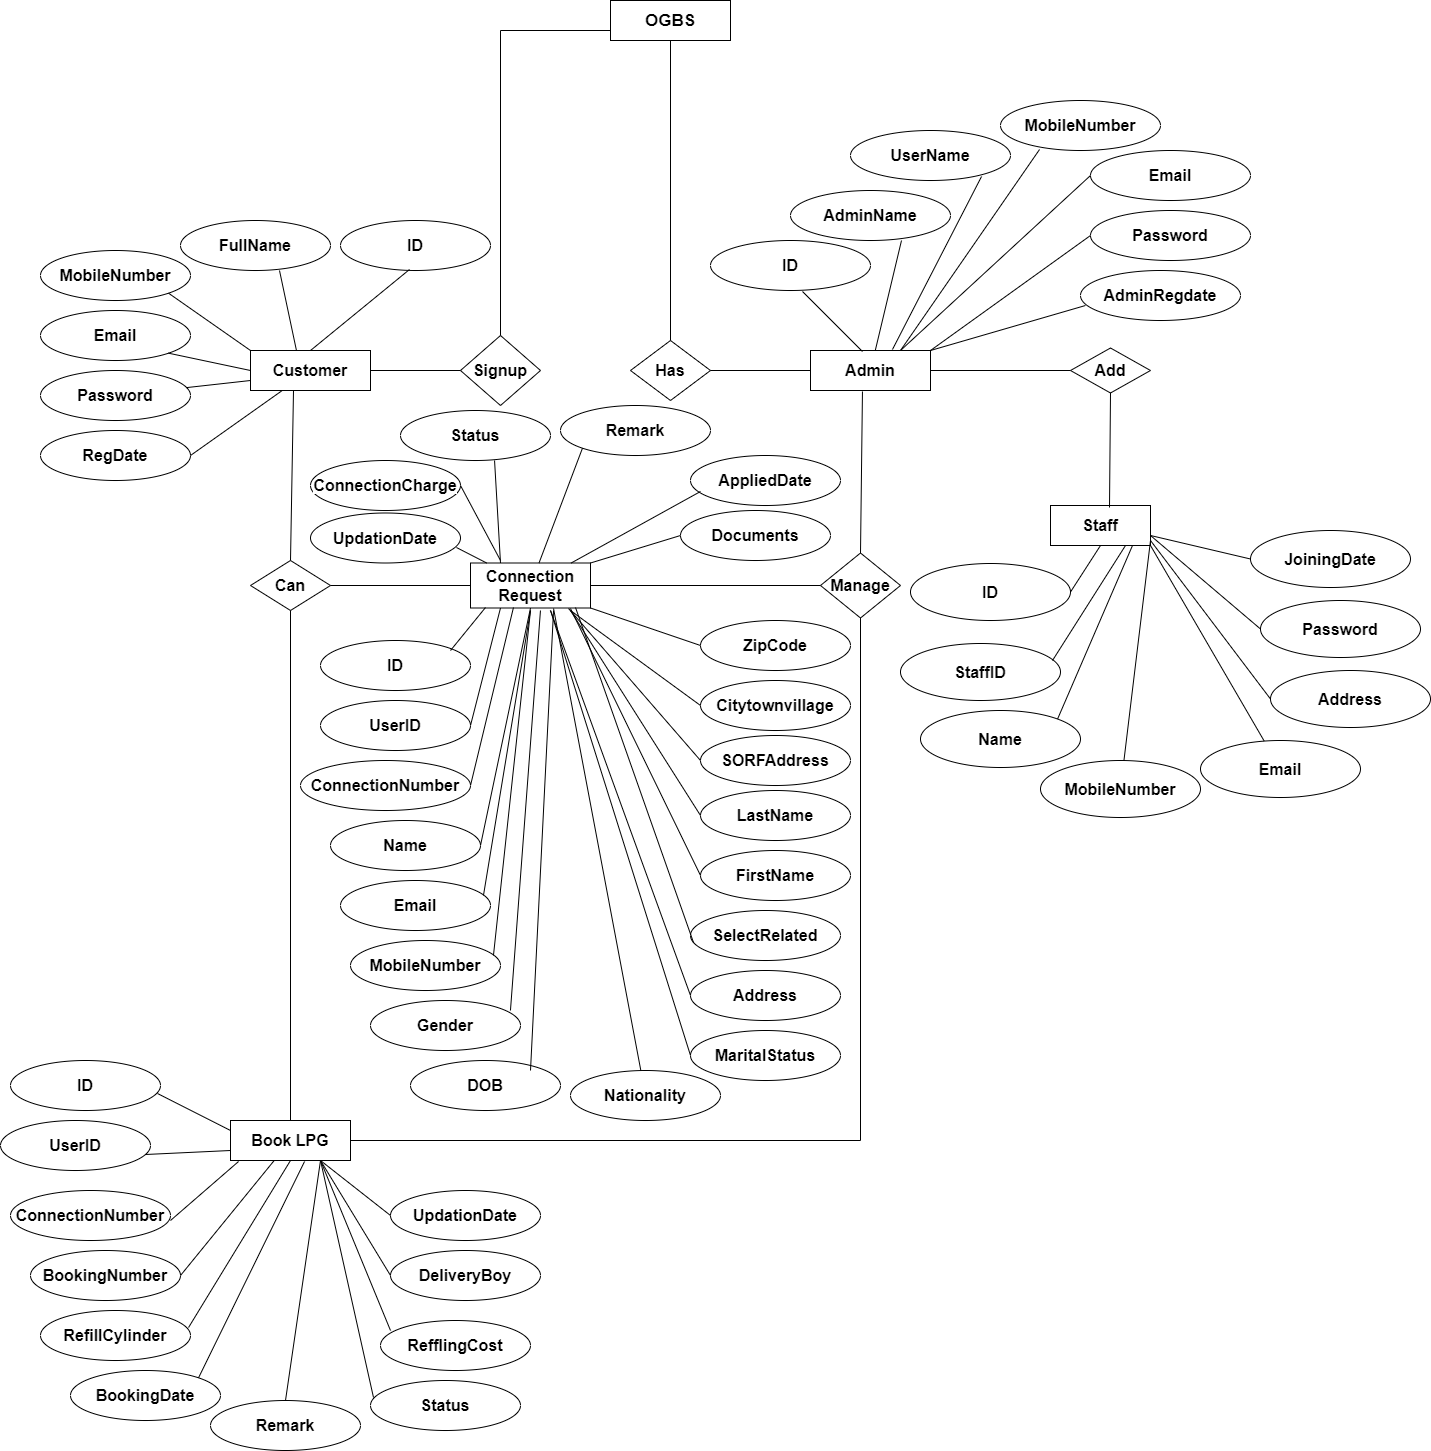 OGBS
MobileNumber
UserName
Email
AdminName
Password
ID
AdminRegdate
FullName
ID
MobileNumber
Email
Password
RegDate
Customer
Signup
Has
Admin
Add
Status
Remark
ConnectionCharge
AppliedDate
UpdationDate
Documents
Staff
JoiningDate
ID
Password
StaffID
Address
Name
Email
MobileNumber
Can
Connection
Request
Manage
ID
ZipCode
UserID
Citytownvillage
SORFAddress
ConnectionNumber
LastName
Name
FirstName
Email
SelectRelated
MobileNumber
Address
Gender
MaritalStatus
DOB
Nationality
ID
Book LPG
UserID
ConnectionNumber
UpdationDate
BookingNumber
DeliveryBoy
RefillCylinder
RefflingCost
BookingDate
Status
Remark